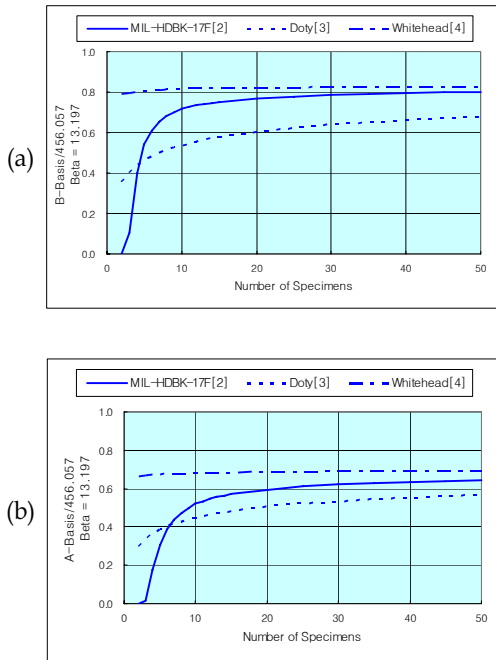 (a)
MIL-HDBK-17F[2] Doty[3] Whitehead[4]
B-Basis/456.057
Beta = 13.197
1.0
0.8
0.6
0.4
0.2
0.0
0 10 20 30 40 50
Number of Specimens
(b)
MIL-HDBK-17F[2] Doty[3] Whitehead[4]
A-Basis/456.057
Beta = 13.197
1.0
0.8
0.6
0.4
0.2
0.0
0 10 20 30 40 50
Number of Specimens